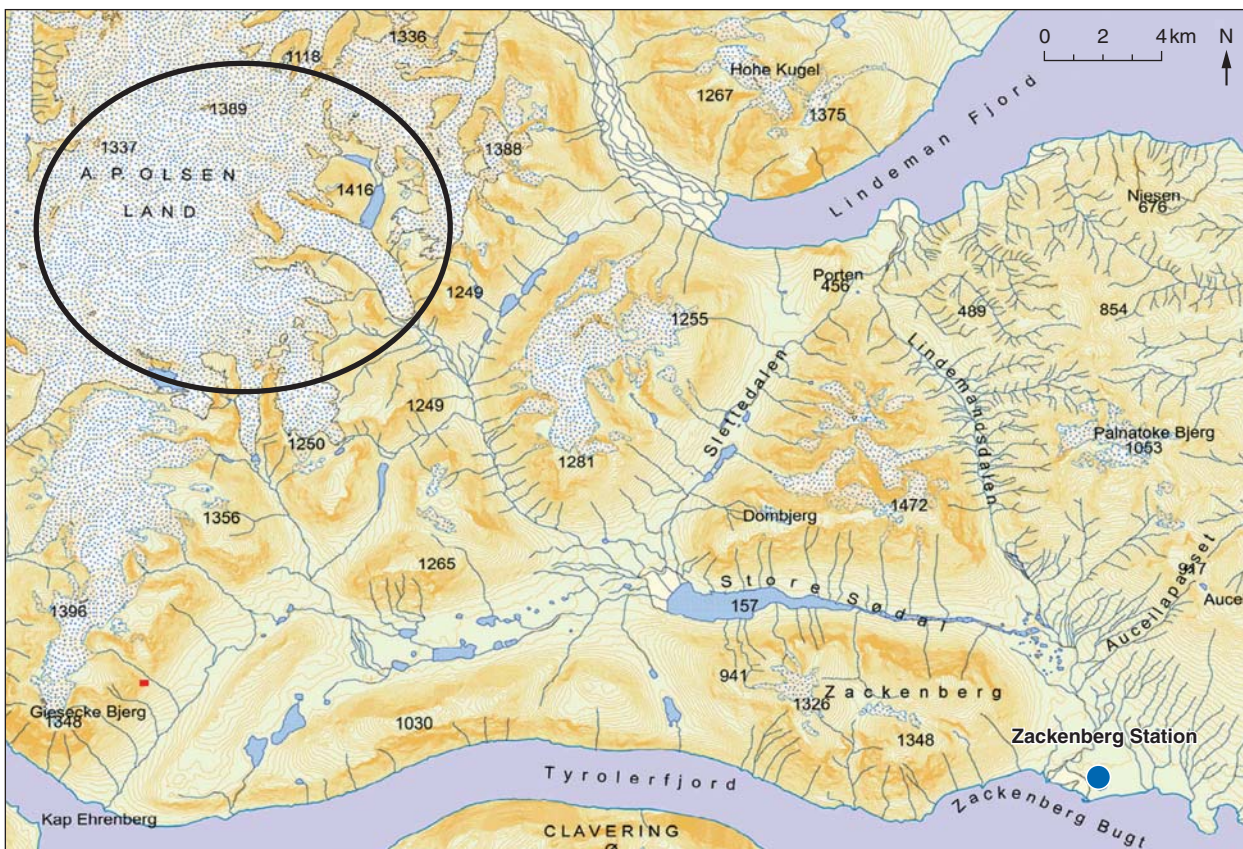 1336
1118
Hohe Kugel
0 2 4 km
N
1267
1375
1389
1337
1388
A P OLSEN
LAND
1416
Lindeman Fjord
Niesen
676
Porten
456
1249
489
854
1255
Slettedalen
Lindemandsdalen
1249
1250
1281
Palnatoke Bjerg
1053
1472
Dombjerg
1356
1265
Store Sødal
157
Aucellapasset
Auce
1396
941
Zackenberg
1326
Giesecke Bjerg
1348
1030
1348
Zackenberg Station
Tyrolerfjord
Zackenberg Bugt
Kap Ehrenberg
CLAVERING
Ø